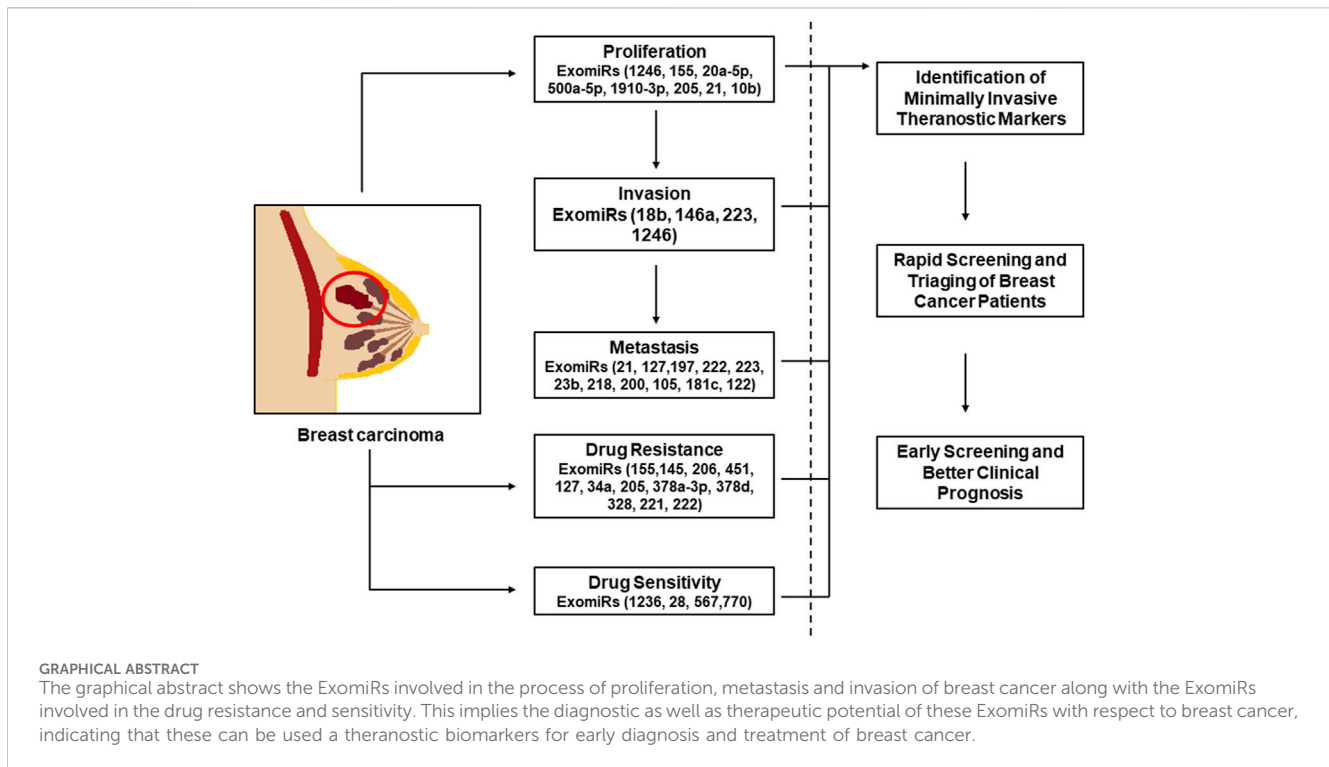 Proliferation
ExomiRs (1246, 155, 20a-5p,
500a-5p, 1910-3p, 205, 21, 10b)
Invasion
ExomiRs (18b, 146a, 223,
1246)
Metastasis
ExomiRs (21, 127,197, 222, 223,
23b, 218, 200, 105, 181c, 122)
Breast carcinoma
Drug Resistance
ExomiRs (155,145, 206, 451,
127, 34a, 205, 378a-3p, 378d,
328, 221, 222)
Drug Sensitivity
ExomiRs (1236, 28, 567,770)
Identification of
Minimally Invasive
Theranostic Markers
Rapid Screening and
Triaging of Breast
Cancer Patients
Early Screening and
Better Clinical
Prognosis
GRAPHICAL ABSTRACT
The graphical abstract shows the ExomiRs involved in the process of proliferation, metastasis and invasion of breast cancer along with the ExomiRs
involved in the drug resistance and sensitivity. This implies the diagnostic as well as therapeutic potential of these ExomiRs with respect to breast cancer,
indicating that these can be used a theranostic biomarkers for early diagnosis and treatment of breast cancer.